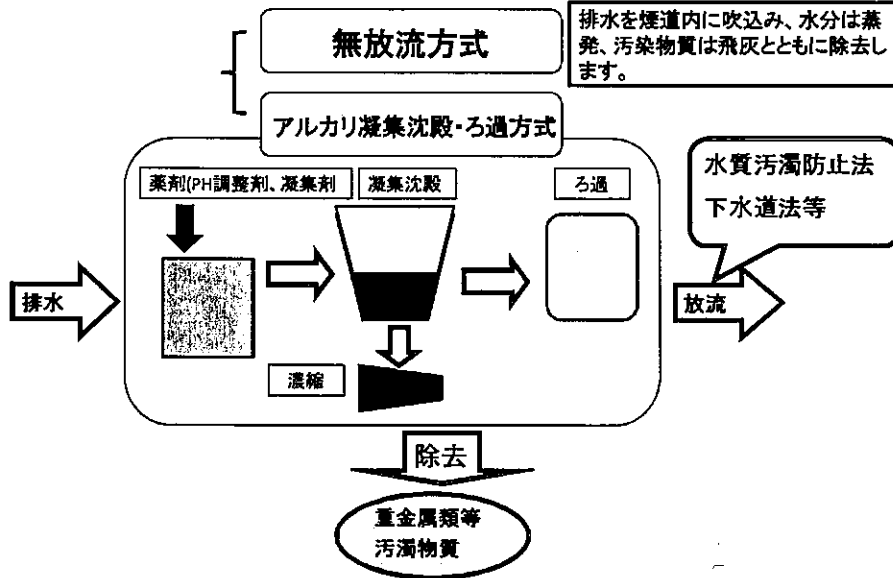 無放流方式
排水を煙道内に吹込み、水分は蒸
発、汚染物質は飛灰とともに除去し
ます。
アルカリ凝集沈殿・ろ過方式
薬剤(PH調整剤、凝集剤
凝集沈殿
ろ過
水質汚濁防止法
下水道法等
排水
放流
濃縮
除去
重金属類等
汚濁物質